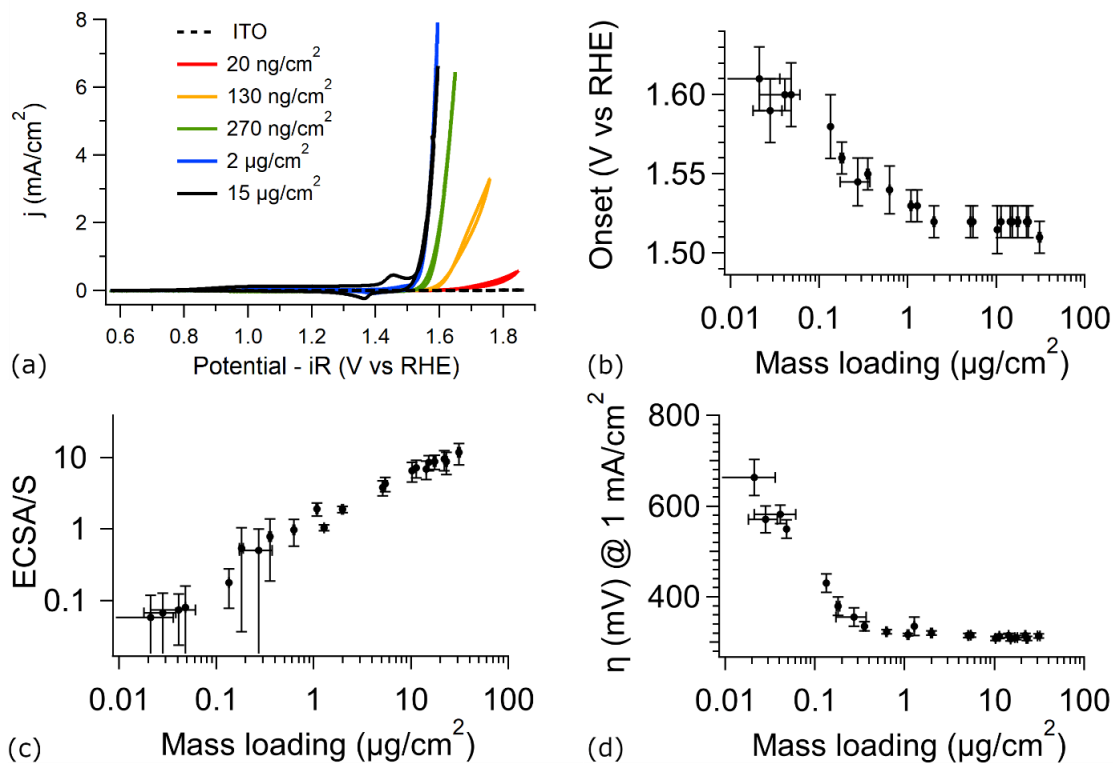 8
6
4
2
0
j (mA/cm²)
ITO
20 ng/cm²
130 ng/cm²
270 ng/cm²
2 µg/cm²
15 µg/cm²
0.6 0.8 1.0 1.2 1.4 1.6 1.8
Potential - iR (V vs RHE)
(a)
1.60
1.55
1.50
Onset (V vs RHE)
0.01 0.1 1 10 100
Mass loading (µg/cm²)
(b)
10
1
0.1
ECSA/S
0.01 0.1 1 10 100
Mass loading (µg/cm²)
(c)
800
600
400
η (mV) @ 1 mA/cm²
0.01 0.1 1 10 100
Mass loading (µg/cm²)
(d)